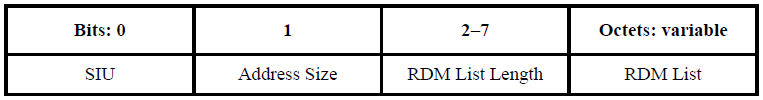 Bits: 0 1 2–7 Octets: variable
SIU Address Size RDM List Length RDM List